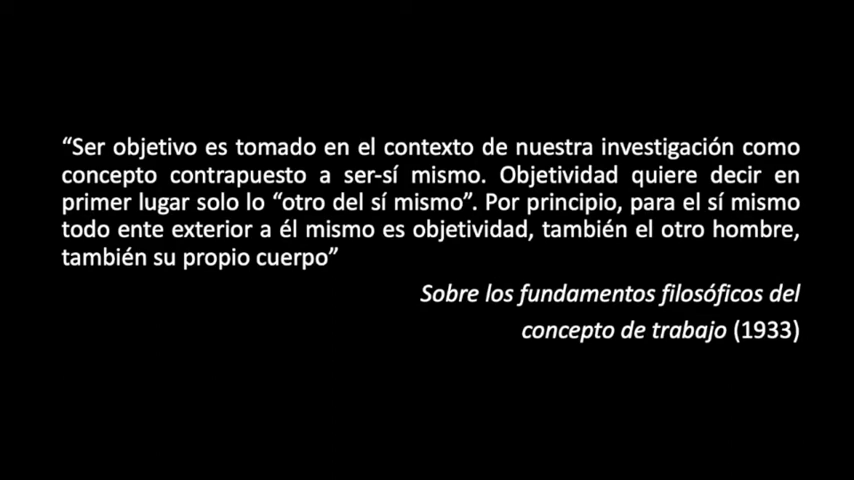 “Ser objetivo es tomado en el contexto de nuestra investigación como
concepto contrapuesto a ser-sí mismo. Objetividad quiere decir en
primer lugar solo lo “otro del sí mismo”. Por principio, para el sí mismo
todo ente exterior a él mismo es objetividad, también el otro hombre,
también su propio cuerpo”
Sobre los fundamentos filosóficos del
concepto de trabajo (1933)